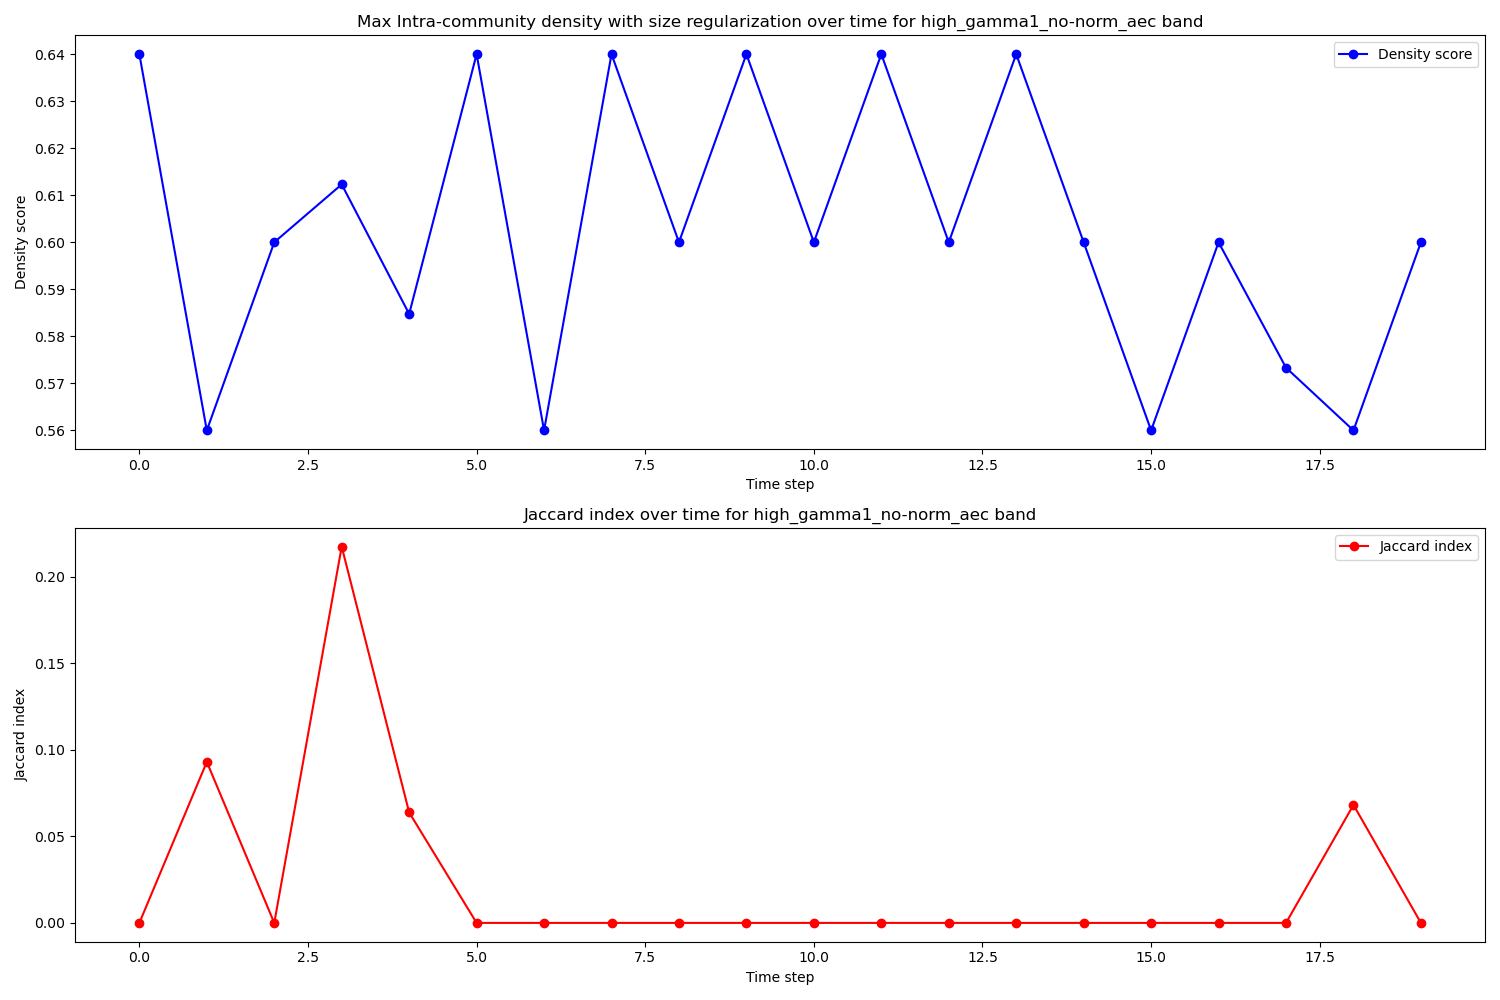 Max Intra-community density with size regularization over time for high_gamma1_no-norm_aec band
Density score
0.64
0.63
0.62
0.61
0.60
0.59
0.58
0.57
0.56
Density score
0.0 2.5 5.0 7.5 10.0 12.5 15.0 17.5
Time step
Jaccard index over time for high_gamma1_no-norm_aec band
Jaccard index
0.20
0.15
0.10
0.05
0.00
Jaccard index
0.0 2.5 5.0 7.5 10.0 12.5 15.0 17.5
Time step